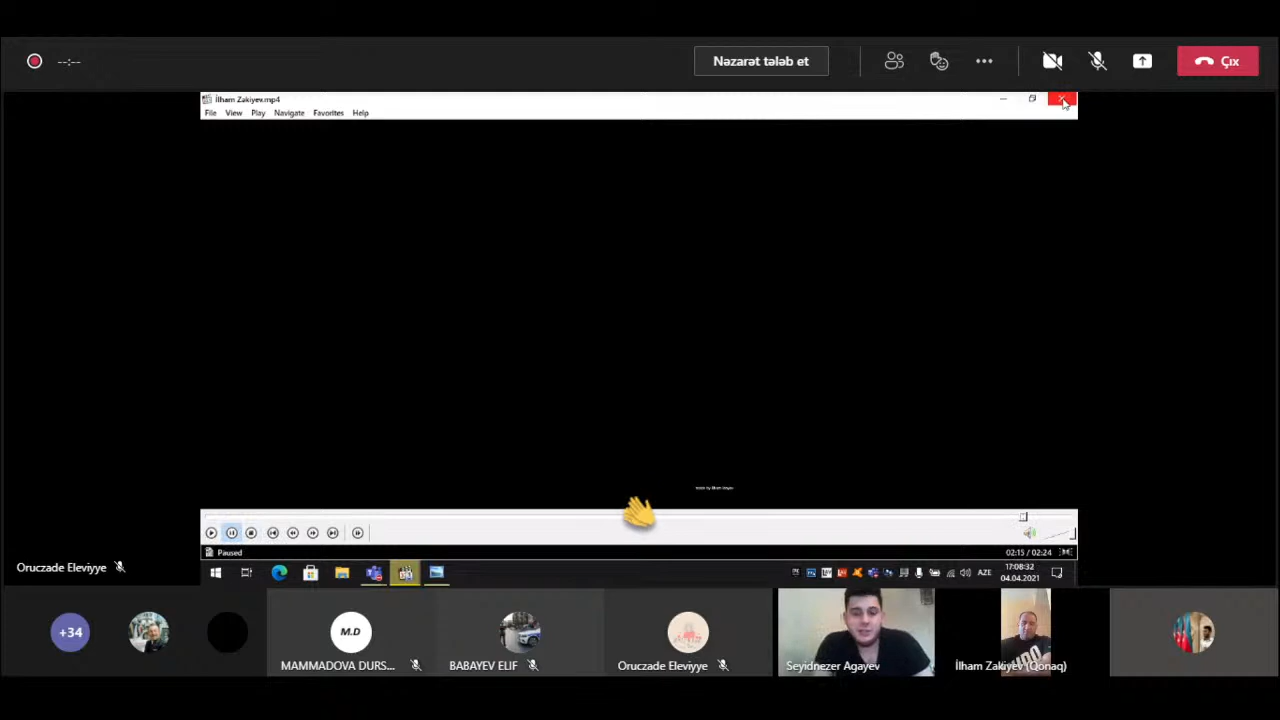 --:--
Nəzarət tələb et
Çıx
İlham Zakiyev.mp4
File View Play Navigate Favorites Help
Paused
02:15 / 02:24
AZE
17:08:32
04.04.2021
Oruczade Eleviyye
+34
M.D
MAMMADOVA DURS...
BABAYEV ELIF
Oruczade Eleviyye
Seyidnezer Agayev
İlham Zakiyev (Qonaq)